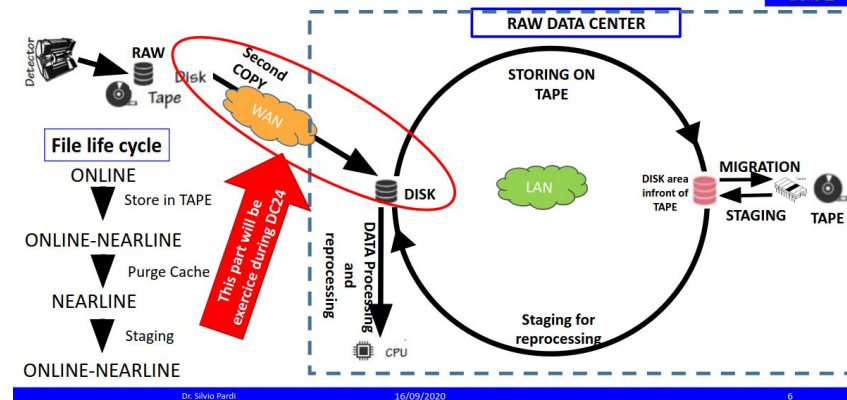 RAW DATA CENTER
Detector
RAW
Disk
Tape
Second
COPY
WAN
STORING ON
TAPE
File life cycle
ONLINE
Store in TAPE
ONLINE-NEARLINE
Purge Cache
NEARLINE
Staging
ONLINE-NEARLINE
This part will be
exercice during DC24
DISK
LAN
DISK area
infront of
TAPE
MIGRATION
STAGING
TAPE
DATA Processing
and
reprocessing
CPU
Staging for
reprocessing
Dr. Silvio Pardi
16/09/2020
6